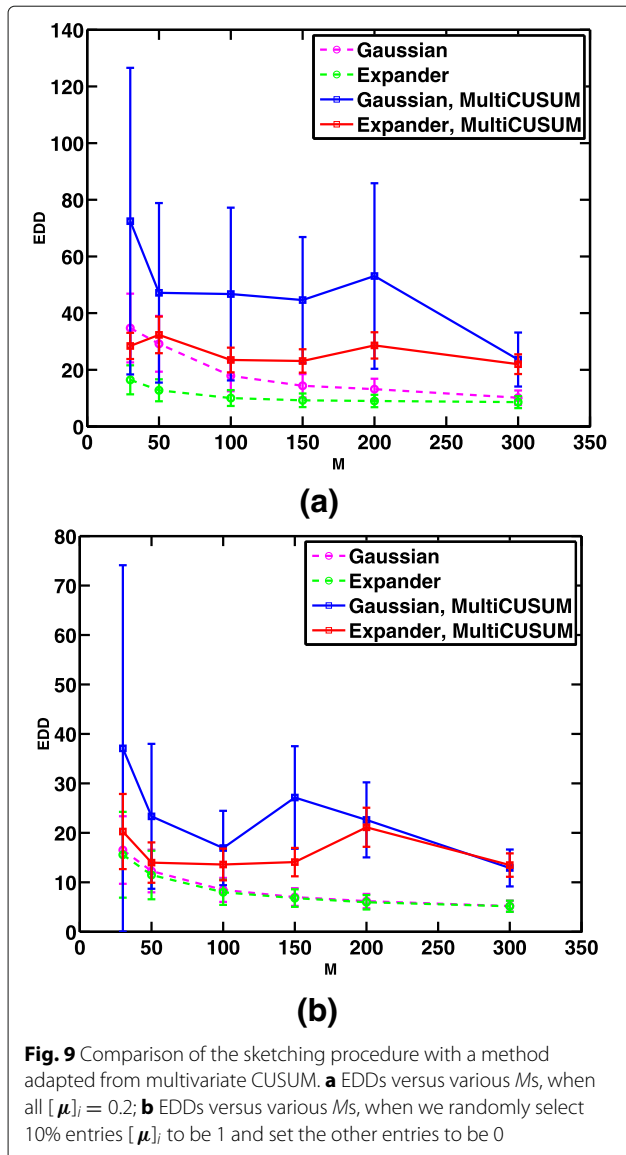 140
120
100
80
60
40
20
0
EDD
0 50 100 150 200 250 300 350
M
Gaussian
Expander
Gaussian, MultiCUSUM
Expander, MultiCUSUM
(a)
80
70
60
50
40
30
20
10
0
EDD
0 50 100 150 200 250 300 350
M
Gaussian
Expander
Gaussian, MultiCUSUM
Expander, MultiCUSUM
(b)
Fig. 9 Comparison of the sketching procedure with a method
adapted from multivariate CUSUM. a EDDs versus various Ms, when
all [ μ]i = 0.2; b EDDs versus various Ms, when we randomly select
10% entries [ μ]i to be 1 and set the other entries to be 0